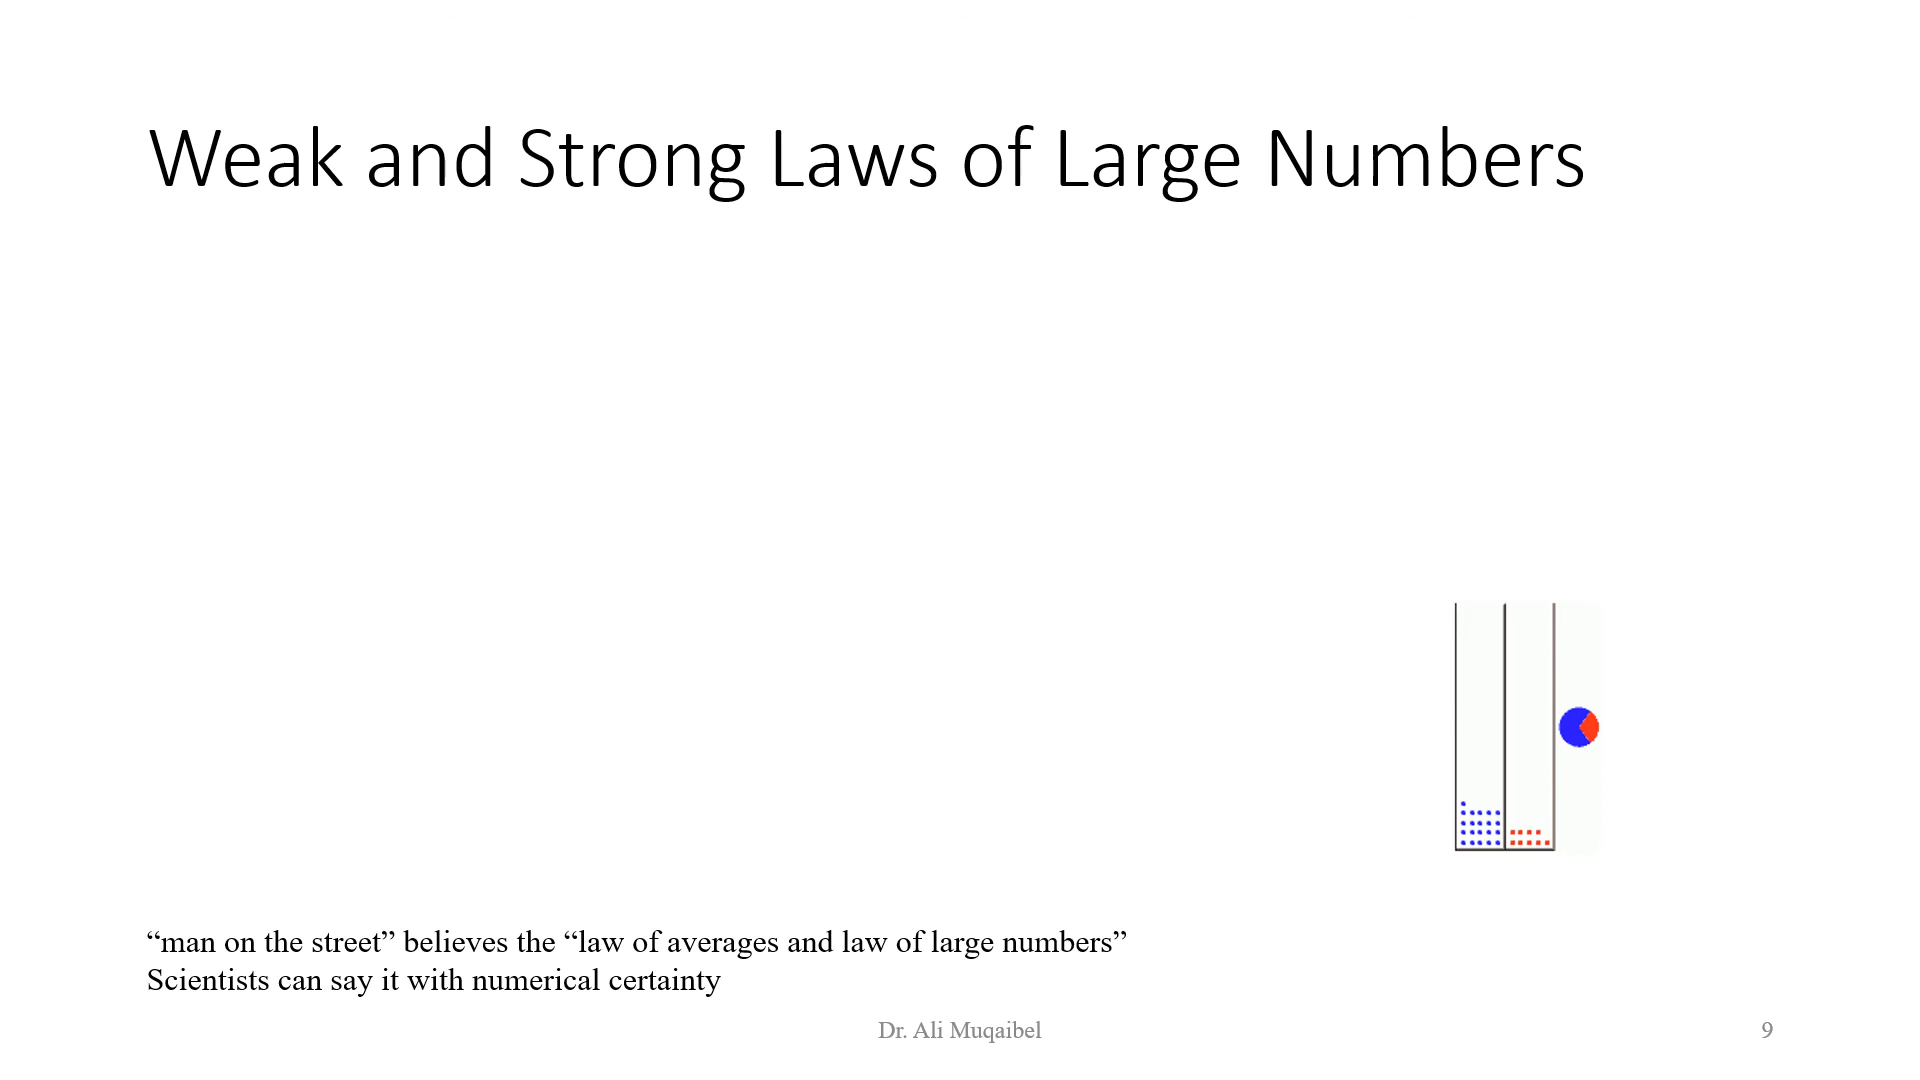 Weak and Strong Laws of Large Numbers
“man on the street” believes the “law of averages and law of large numbers”
Scientists can say it with numerical certainty
Dr. Ali Muqaibel
9